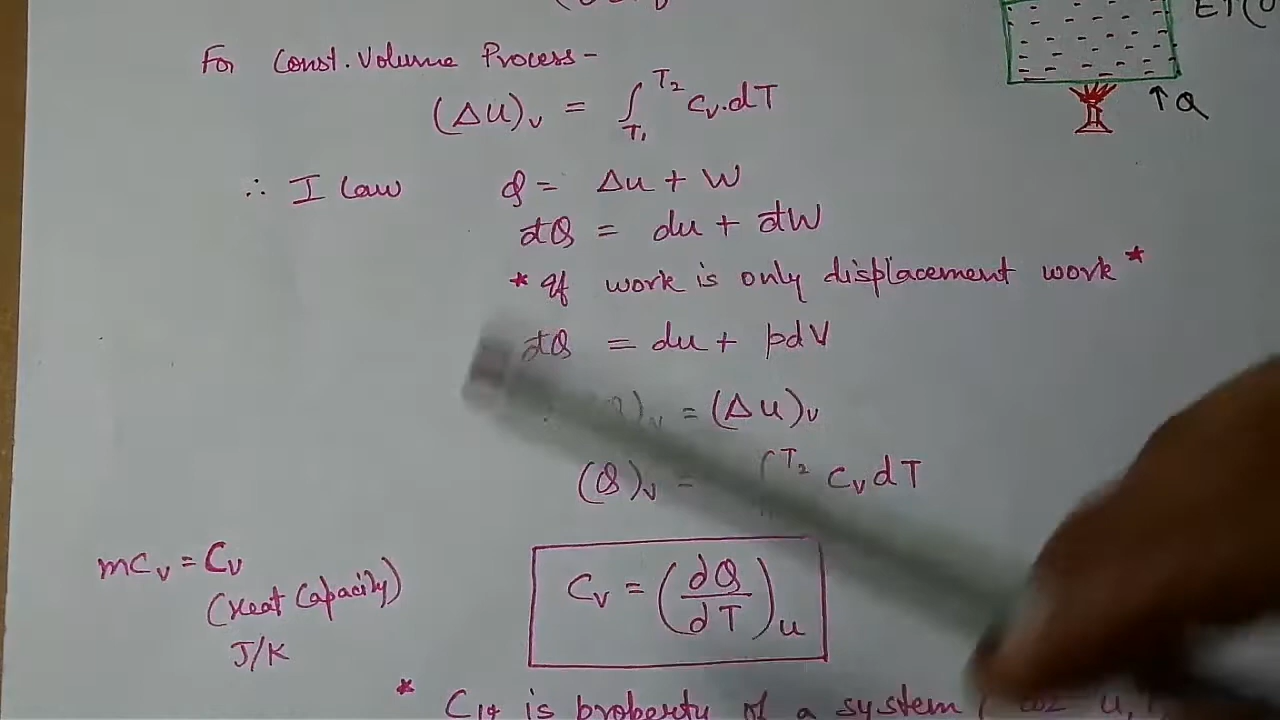 For Const. Volume Process -
(ΔU)v = ∫T1^T2 cv.dT
↑Q
∴ I law Q = Δu + W
đQ = du + đW
* If work is only displacement work *
đQ = du + pdV
)v = (Δu)v
(Q)v = ∫^T2 cv dT
mcv = Cv
(Heat Capacity)
J/K
Cv = (dQ/dT)u
* is property of a system